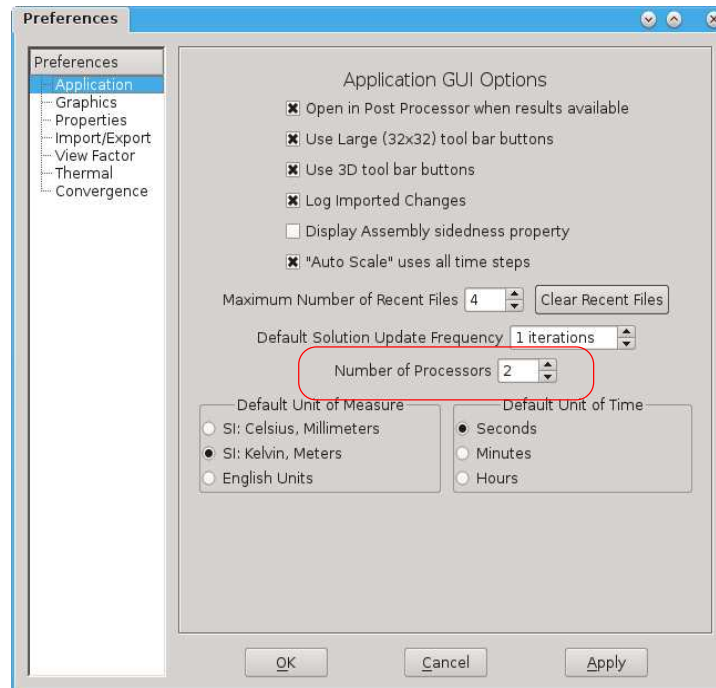 Preferences
Preferences
Application
Graphics
Properties
Import/Export
View Factor
Thermal
Convergence
Application GUI Options
Open in Post Processor when results available
Use Large (32x32) tool bar buttons
Use 3D tool bar buttons
Log Imported Changes
Display Assembly sidedness property
"Auto Scale" uses all time steps
Maximum Number of Recent Files 4 Clear Recent Files
Default Solution Update Frequency 1 iterations
Number of Processors 2
Default Unit of Measure
SI: Celsius, Millimeters
SI: Kelvin, Meters
English Units
Default Unit of Time
Seconds
Minutes
Hours
OK Cancel Apply